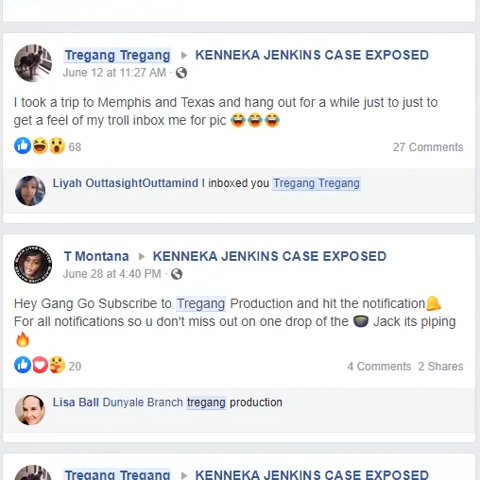 Tregang Tregang ▸ KENNEKA JENKINS CASE EXPOSED
June 12 at 11:27 AM ·
I took a trip to Memphis and Texas and hang out for a while just to just to
get a feel of my troll inbox me for pic 😂😂😂
68
27 Comments
Liyah OuttasightOuttamind I inboxed you Tregang Tregang
T Montana ▸ KENNEKA JENKINS CASE EXPOSED
June 28 at 4:40 PM ·
Hey Gang Go Subscribe to Tregang Production and hit the notification
For all notifications so u don't miss out on one drop of the Jack its piping
🔥
20
4 Comments 2 Shares
Lisa Ball Dunyale Branch tregang production
Tregang Tregang ▸ KENNEKA JENKINS CASE EXPOSED